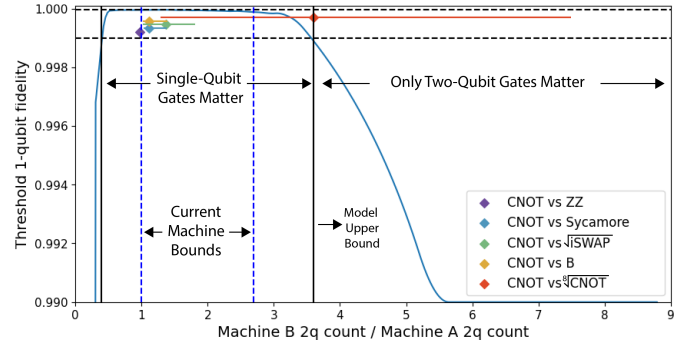 Threshold 1-qubit fidelity
1.000
0.998
0.996
0.994
0.992
0.990
Single-Qubit
Gates Matter
Only Two-Qubit Gates Matter
Current
Machine
Bounds
Model
Upper
Bound
CNOT vs ZZ
CNOT vs Sycamore
CNOT vs √iSWAP
CNOT vs B
CNOT vs ∜CNOT
0 1 2 3 4 5 6 7 8 9
Machine B 2q count / Machine A 2q count